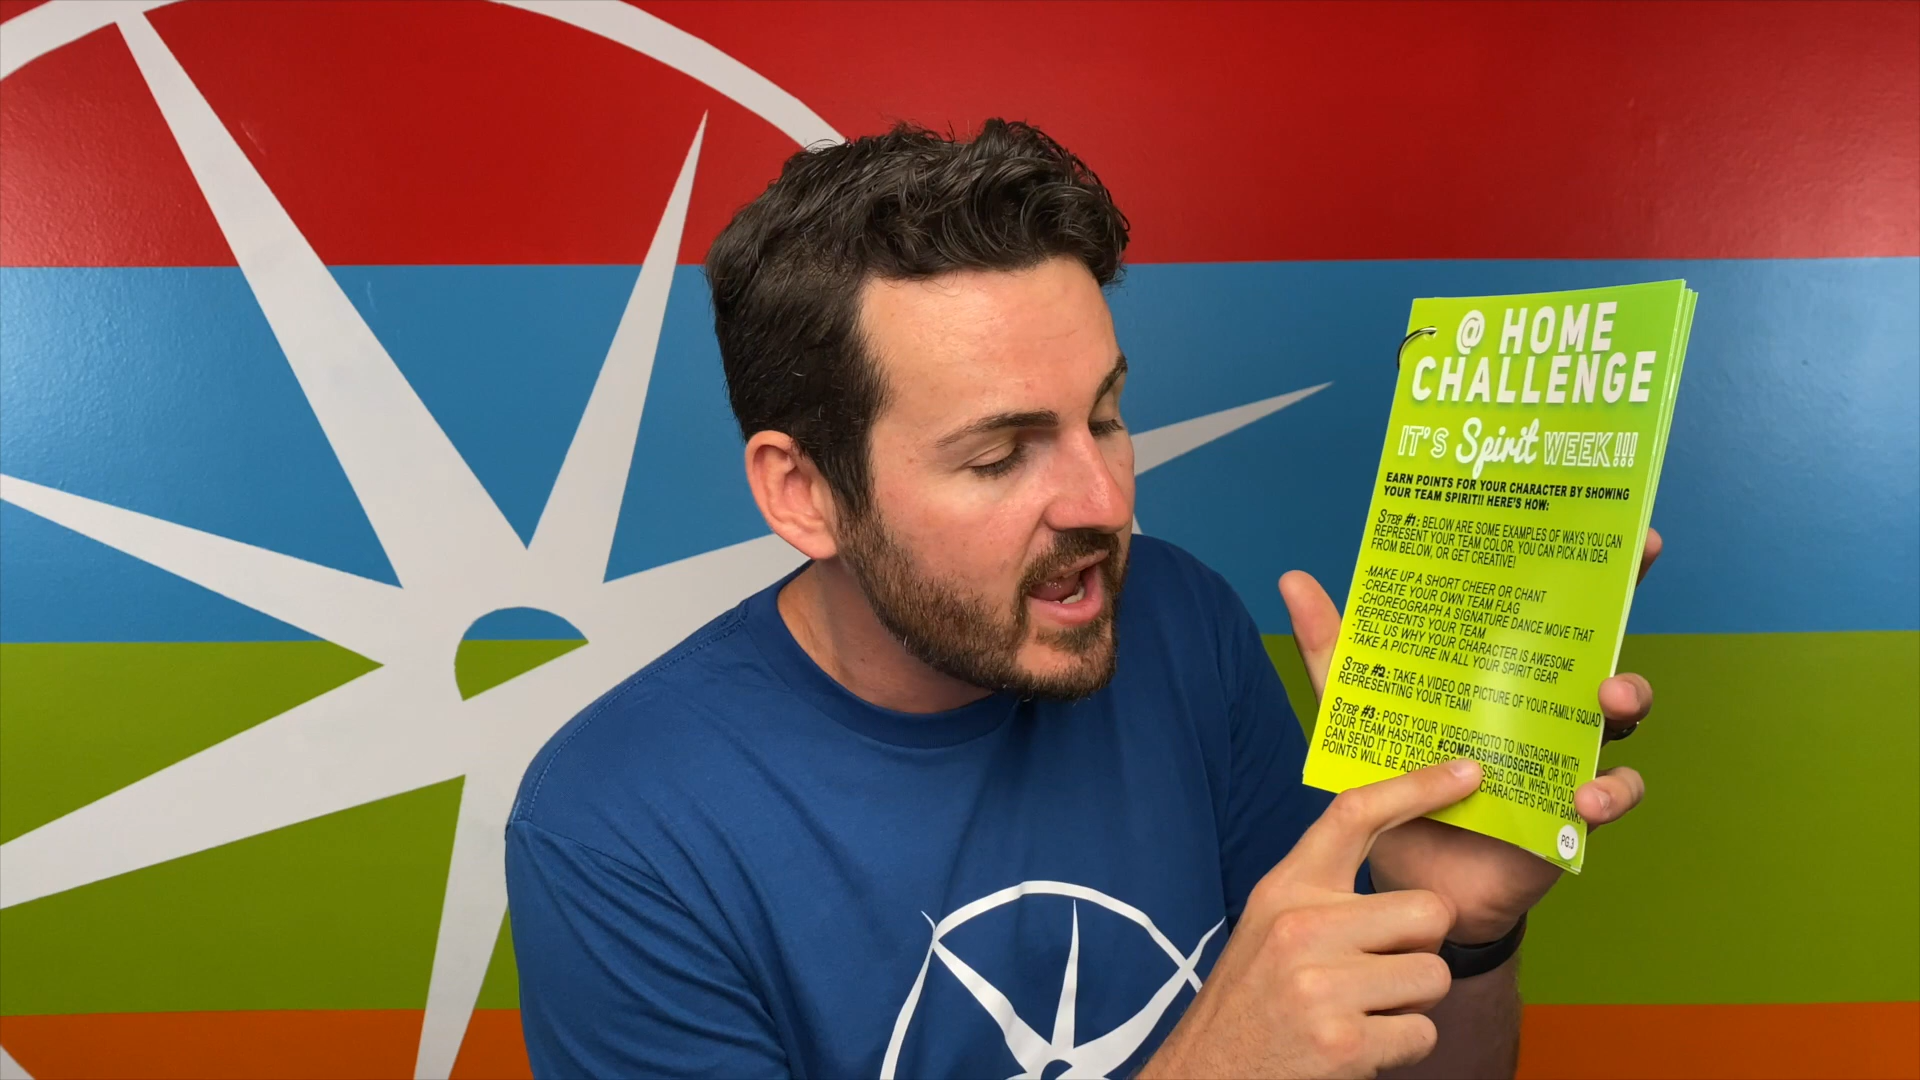 @ HOME
CHALLENGE
IT'S Spirit WEEK!!!
EARN POINTS FOR YOUR CHARACTER BY SHOWING
YOUR TEAM SPIRIT!! HERE'S HOW:
STEP #1: BELOW ARE SOME EXAMPLES OF WAYS YOU CAN
REPRESENT YOUR TEAM COLOR. YOU CAN PICK AN IDEA
FROM BELOW, OR GET CREATIVE!
-MAKE UP A SHORT CHEER OR CHANT
-CREATE YOUR OWN TEAM FLAG
-CHOREOGRAPH A SIGNATURE DANCE MOVE THAT
REPRESENTS YOUR TEAM
-TELL US WHY YOUR CHARACTER IS AWESOME
-TAKE A PICTURE IN ALL YOUR SPIRIT GEAR
STEP #2: TAKE A VIDEO OR PICTURE OF YOUR FAMILY SQUAD
REPRESENTING YOUR TEAM!
STEP #3: POST YOUR VIDEO/PHOTO TO INSTAGRAM WITH
YOUR TEAM HASHTAG, #COMPASSHBKIDSGREEN, OR YOU
CAN SEND IT TO WHEN YOU
POINTS WILL BE CHARACTER'S POINT BANK!
PG.3